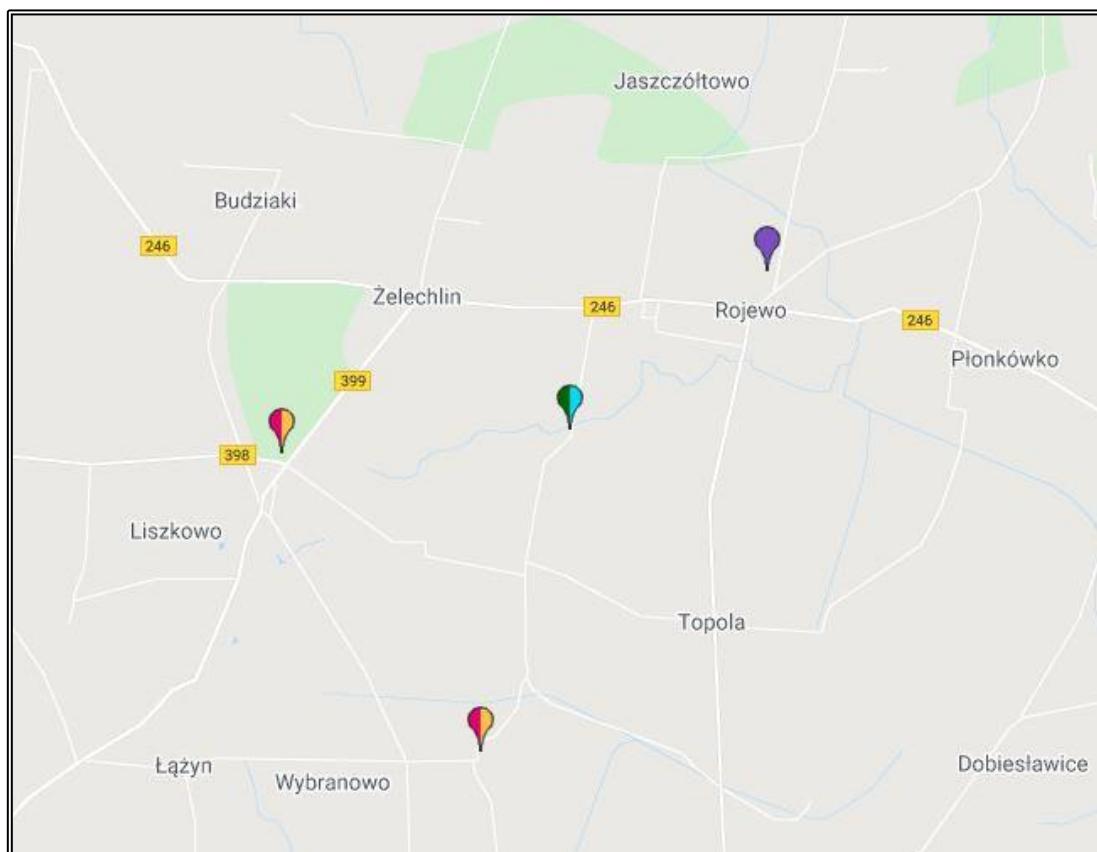 Jaszczółtowo
Budziaki
246
Żelechlin
246
Rojewo
246
Płonkówko
399
398
Liszkowo
Topola
Łążyn
Wybranowo
Dobiesławice